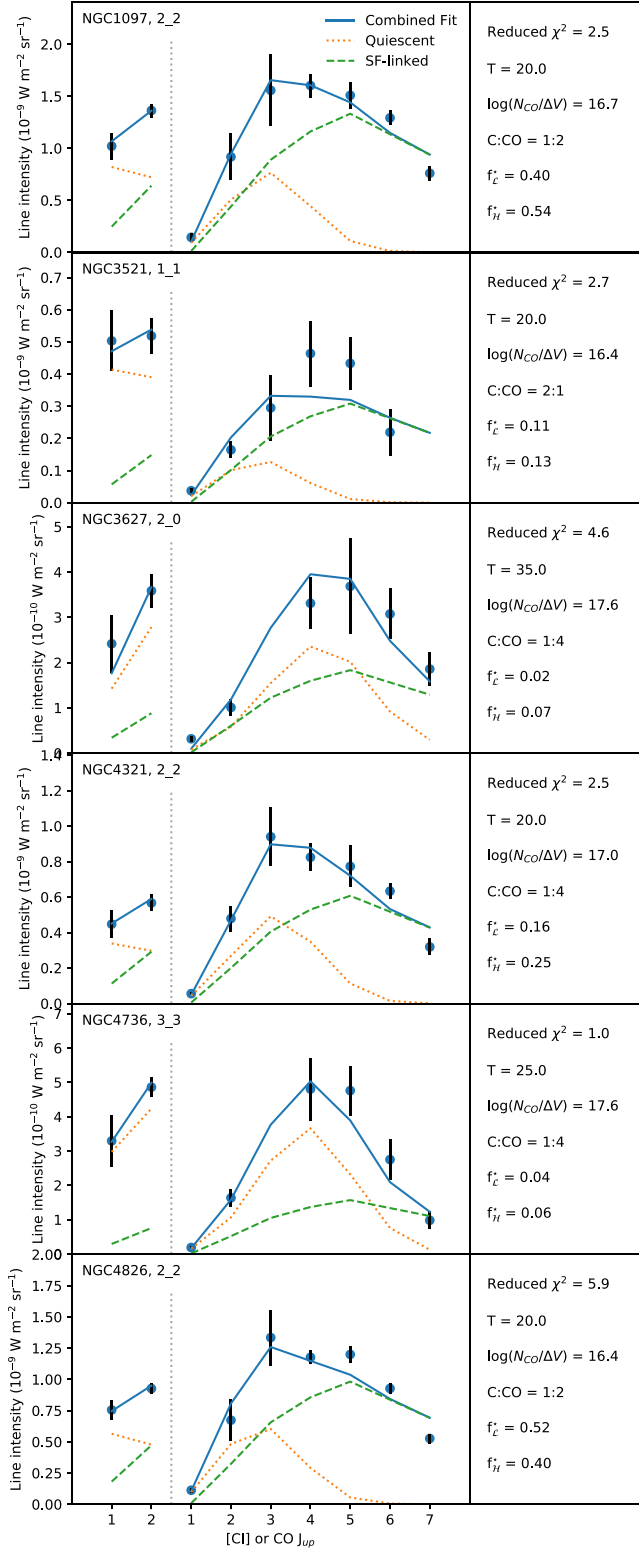 NGC1097, 2_2
Combined Fit
Quiescent
SF-linked
Line intensity (10⁻⁹ W m⁻² sr⁻¹)
2.0
1.5
1.0
0.5
0.0
Reduced χ² = 2.5
T = 20.0
log(N_CO/ΔV) = 16.7
C:CO = 1:2
f*_L = 0.40
f*_H = 0.54
NGC3521, 1_1
Line intensity (10⁻⁹ W m⁻² sr⁻¹)
0.7
0.6
0.5
0.4
0.3
0.2
0.1
0.0
Reduced χ² = 2.7
T = 20.0
log(N_CO/ΔV) = 16.4
C:CO = 2:1
f*_L = 0.11
f*_H = 0.13
NGC3627, 2_0
Line intensity (10⁻¹⁰ W m⁻² sr⁻¹)
5
4
3
2
1
0
Reduced χ² = 4.6
T = 35.0
log(N_CO/ΔV) = 17.6
C:CO = 1:4
f*_L = 0.02
f*_H = 0.07
NGC4321, 2_2
Line intensity (10⁻⁹ W m⁻² sr⁻¹)
1.4
1.2
1.0
0.8
0.6
0.4
0.2
0.0
Reduced χ² = 2.5
T = 20.0
log(N_CO/ΔV) = 17.0
C:CO = 1:4
f*_L = 0.16
f*_H = 0.25
NGC4736, 3_3
Line intensity (10⁻¹⁰ W m⁻² sr⁻¹)
7
6
5
4
3
2
1
Reduced χ² = 1.0
T = 25.0
log(N_CO/ΔV) = 17.6
C:CO = 1:4
f*_L = 0.04
f*_H = 0.06
NGC4826, 2_2
Line intensity (10⁻⁹ W m⁻² sr⁻¹)
2.00
1.75
1.50
1.25
1.00
0.75
0.50
0.25
0.00
Reduced χ² = 5.9
T = 20.0
log(N_CO/ΔV) = 16.4
C:CO = 1:2
f*_L = 0.52
f*_H = 0.40
1 2 1 2 3 4 5 6 7
[CI] or CO J_up